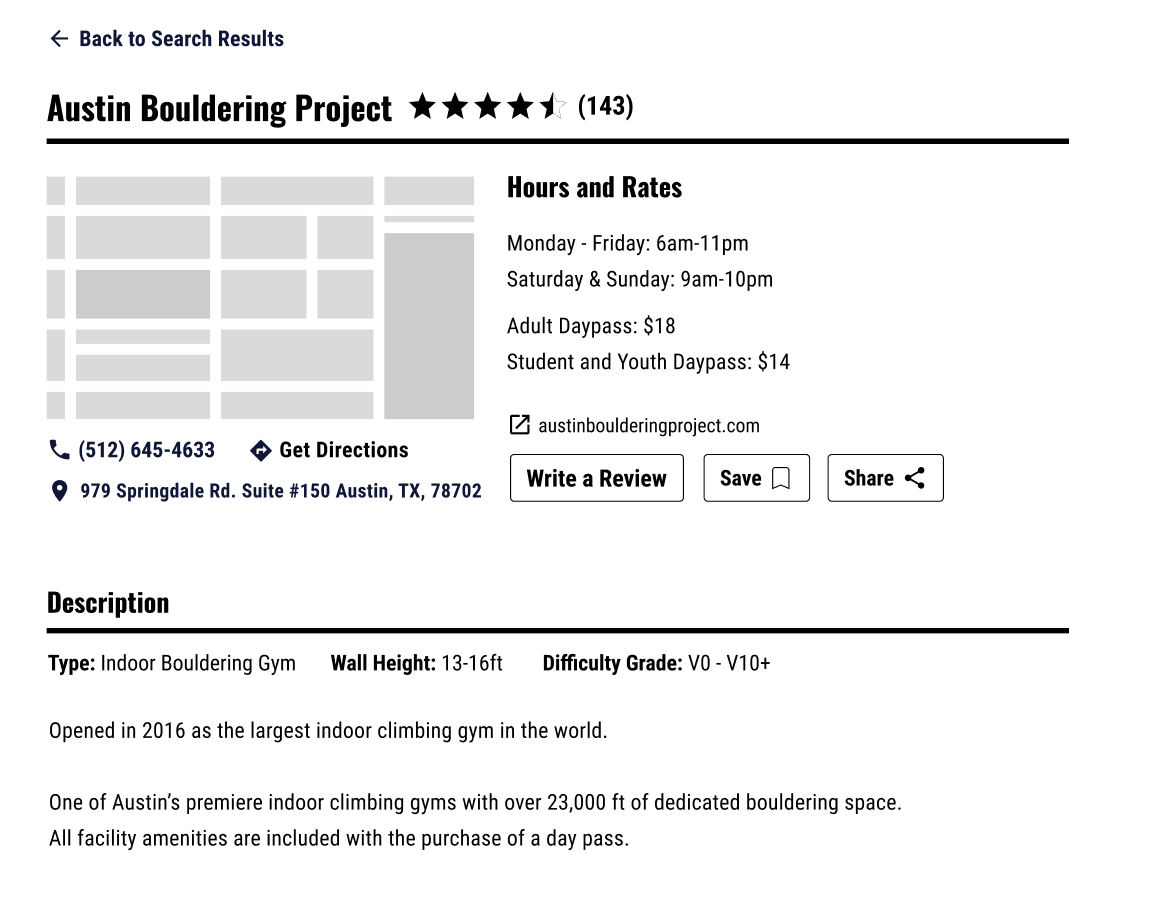 Back to Search Results
Austin Bouldering Project (143)
Hours and Rates
Monday - Friday: 6am-11pm
Saturday & Sunday: 9am-10pm
Adult Daypass: $18
Student and Youth Daypass: $14
austinboulderingproject.com
Write a Review Save Share
(512) 645-4633 Get Directions
979 Springdale Rd. Suite #150 Austin, TX, 78702
Description
Type: Indoor Bouldering Gym Wall Height: 13-16ft Difficulty Grade: V0 - V10+
Opened in 2016 as the largest indoor climbing gym in the world.
One of Austin’s premiere indoor climbing gyms with over 23,000 ft of dedicated bouldering space.
All facility amenities are included with the purchase of a day pass.